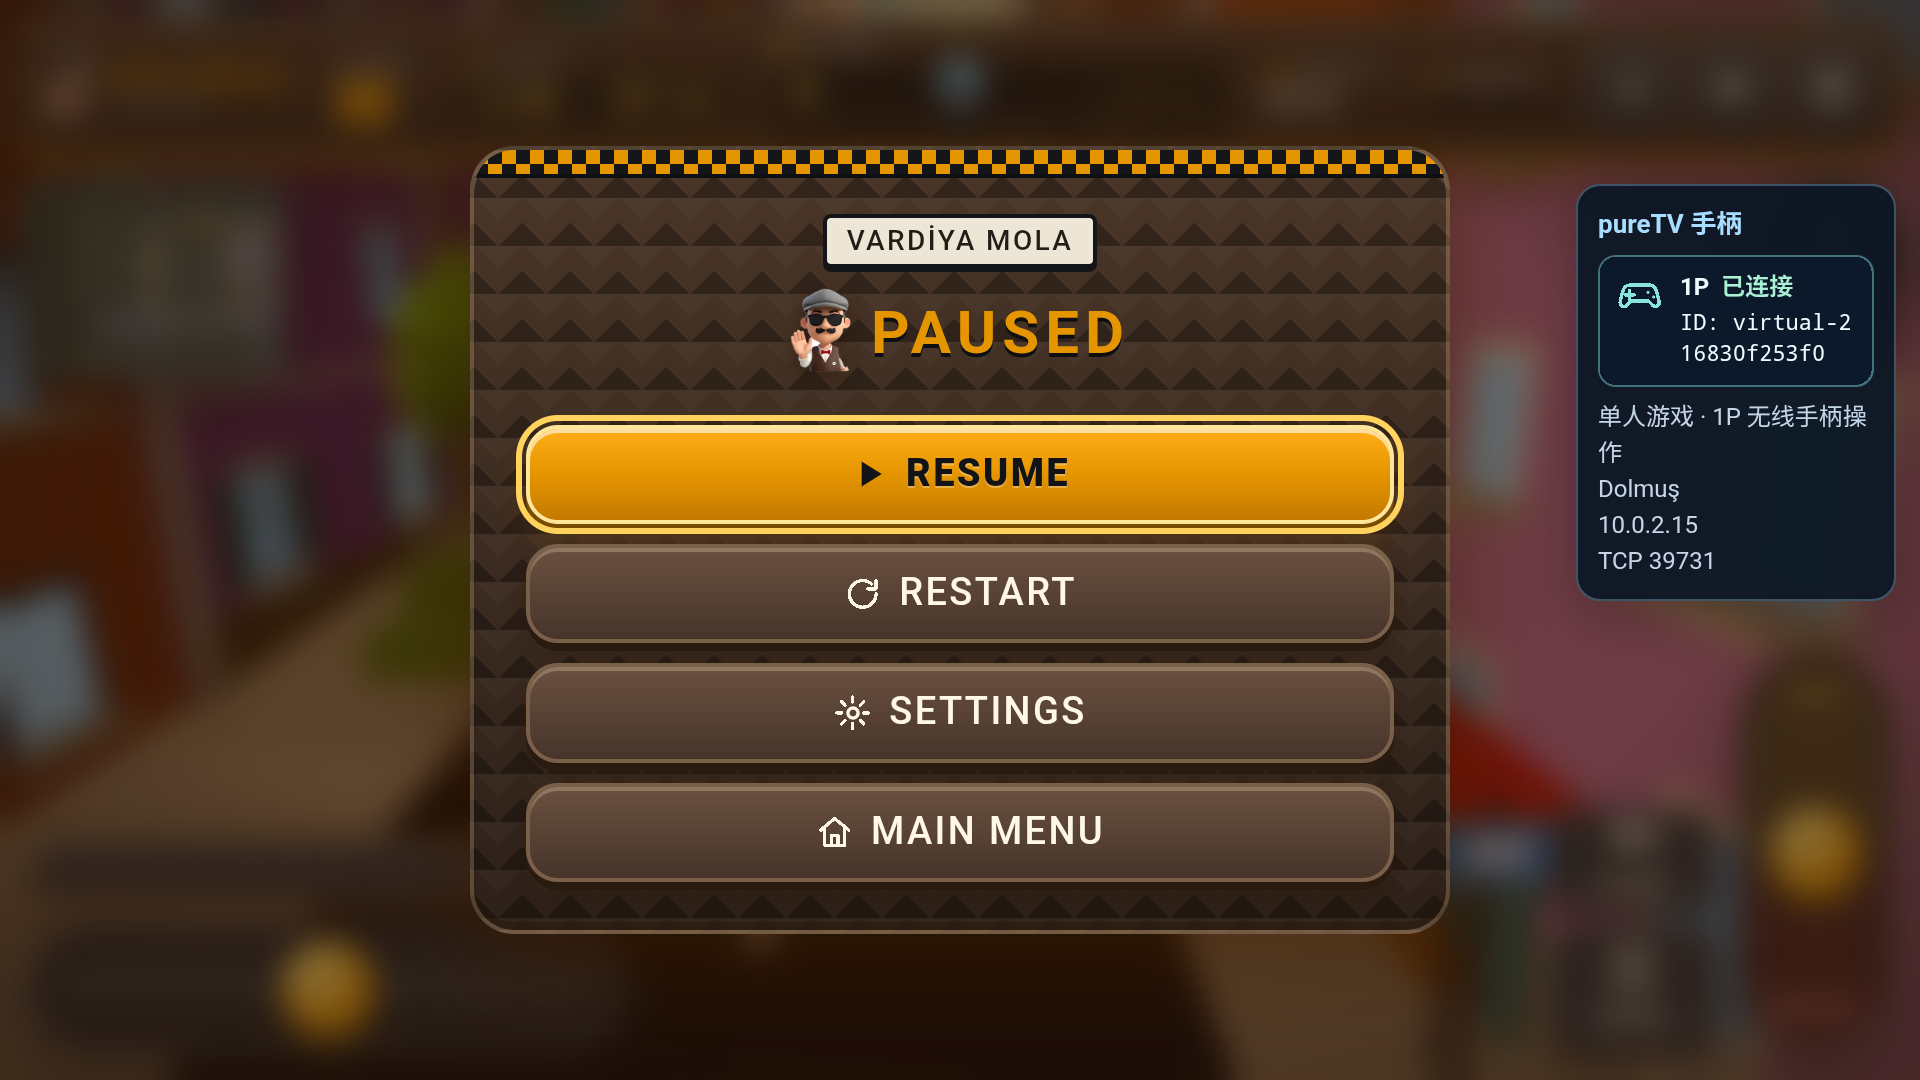 VARDİYA MOLA
PAUSED
RESUME
RESTART
SETTINGS
MAIN MENU
pureTV 手柄
1P 已连接
ID: virtual-2
16830f253f0
单人游戏 · 1P 无线手柄操
作
Dolmuş
10.0.2.15
TCP 39731